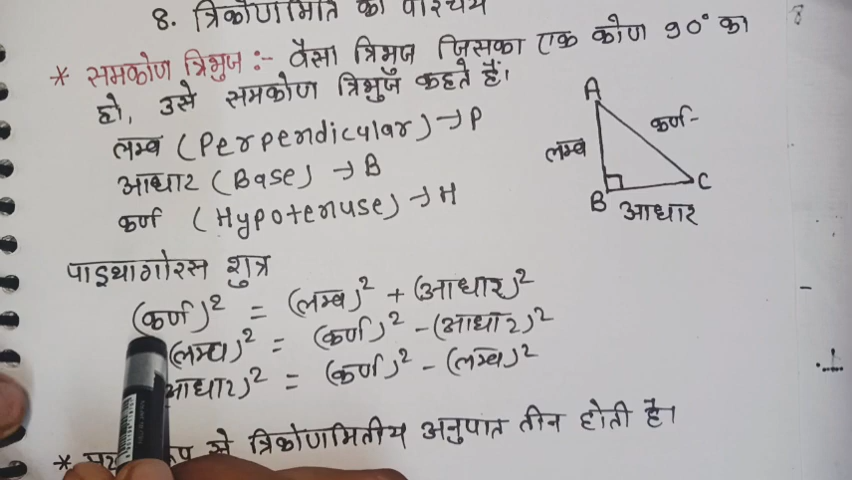 8. त्रिकोणमिति का परिचय
* समकोण त्रिभुज :- वैसा त्रिभुज जिसका एक कोण 90° का
हो, उसे समकोण त्रिभुज कहते हैं।
लम्ब (Perpendicular) → P
आधार (Base) → B
कर्ण (Hypotenuse) → H
A
लम्ब
कर्ण-
B
C
आधार
पाइथागोरस शुत्र
(कर्ण)² = (लम्ब)² + (आधार)²
(लम्ब)² = (कर्ण)² - (आधार)²
आधार)² = (कर्ण)² - (लम्ब)²
* से त्रिकोणमितीय अनुपात तीन होती है।